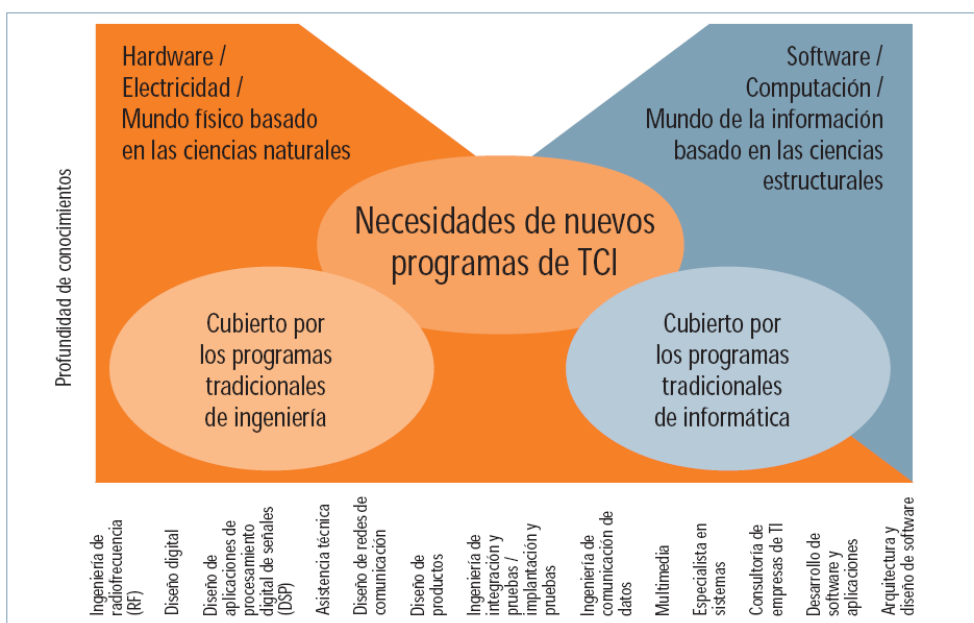 Hardware /
Electricidad /
Mundo físico basado
en las ciencias naturales
Software /
Computación /
Mundo de la información
basado en las ciencias
estructurales
Necesidades de nuevos
programas de TCI
Cubierto por
los programas
tradicionales
de ingeniería
Cubierto por
los programas
tradicionales
de informática
Profundidad de conocimientos
Ingeniería de
radiofrecuencia
(RF)
Diseño digital
Diseño de
aplicaciones de
procesamiento
digital de señales
(DSP)
Asistencia técnica
Diseño de redes de
comunicación
Diseño de
productos
Ingeniería de
integración y
pruebas /
implantación y
pruebas
Ingeniería de
comunicación de
datos
Multimedia
Especialista en
sistemas
Consultoría de
empresas de TI
Desarrollo de
software y
aplicaciones
Arquitectura y
diseño de software